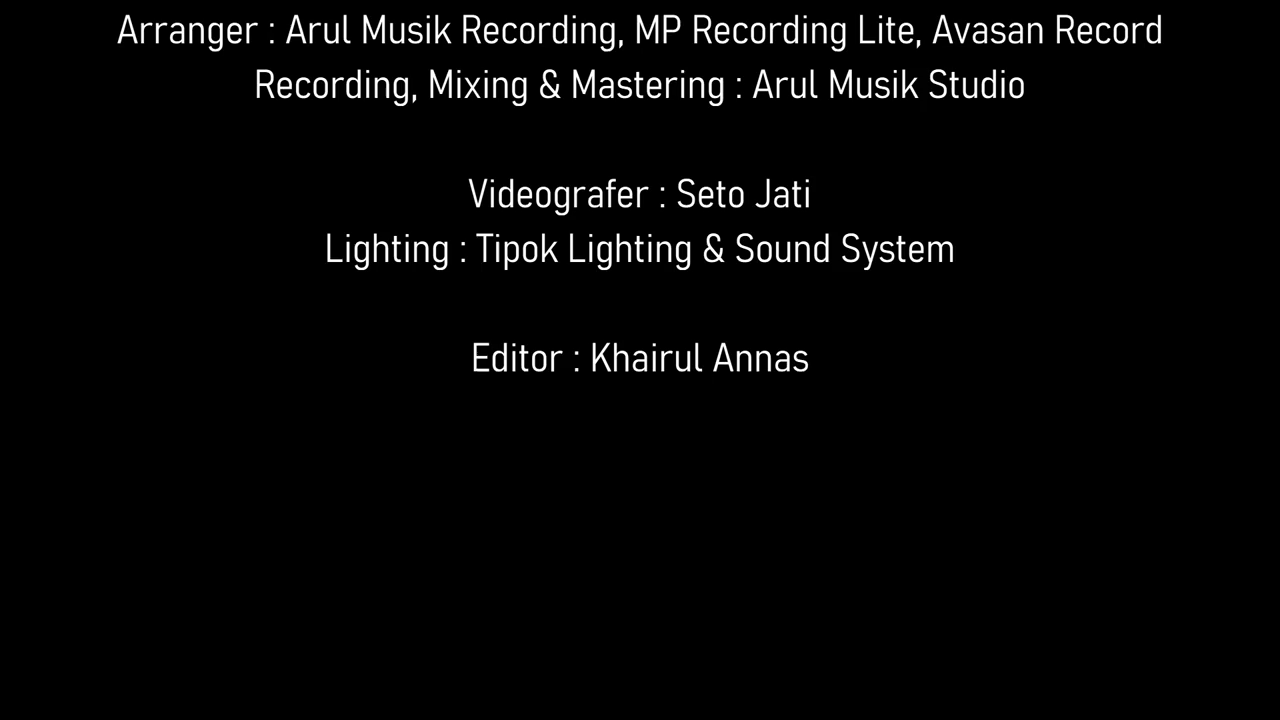 Arranger : Arul Musik Recording, MP Recording Lite, Avasan Record
Recording, Mixing & Mastering : Arul Musik Studio
Videografer : Seto Jati
Lighting : Tipok Lighting & Sound System
Editor : Khairul Annas